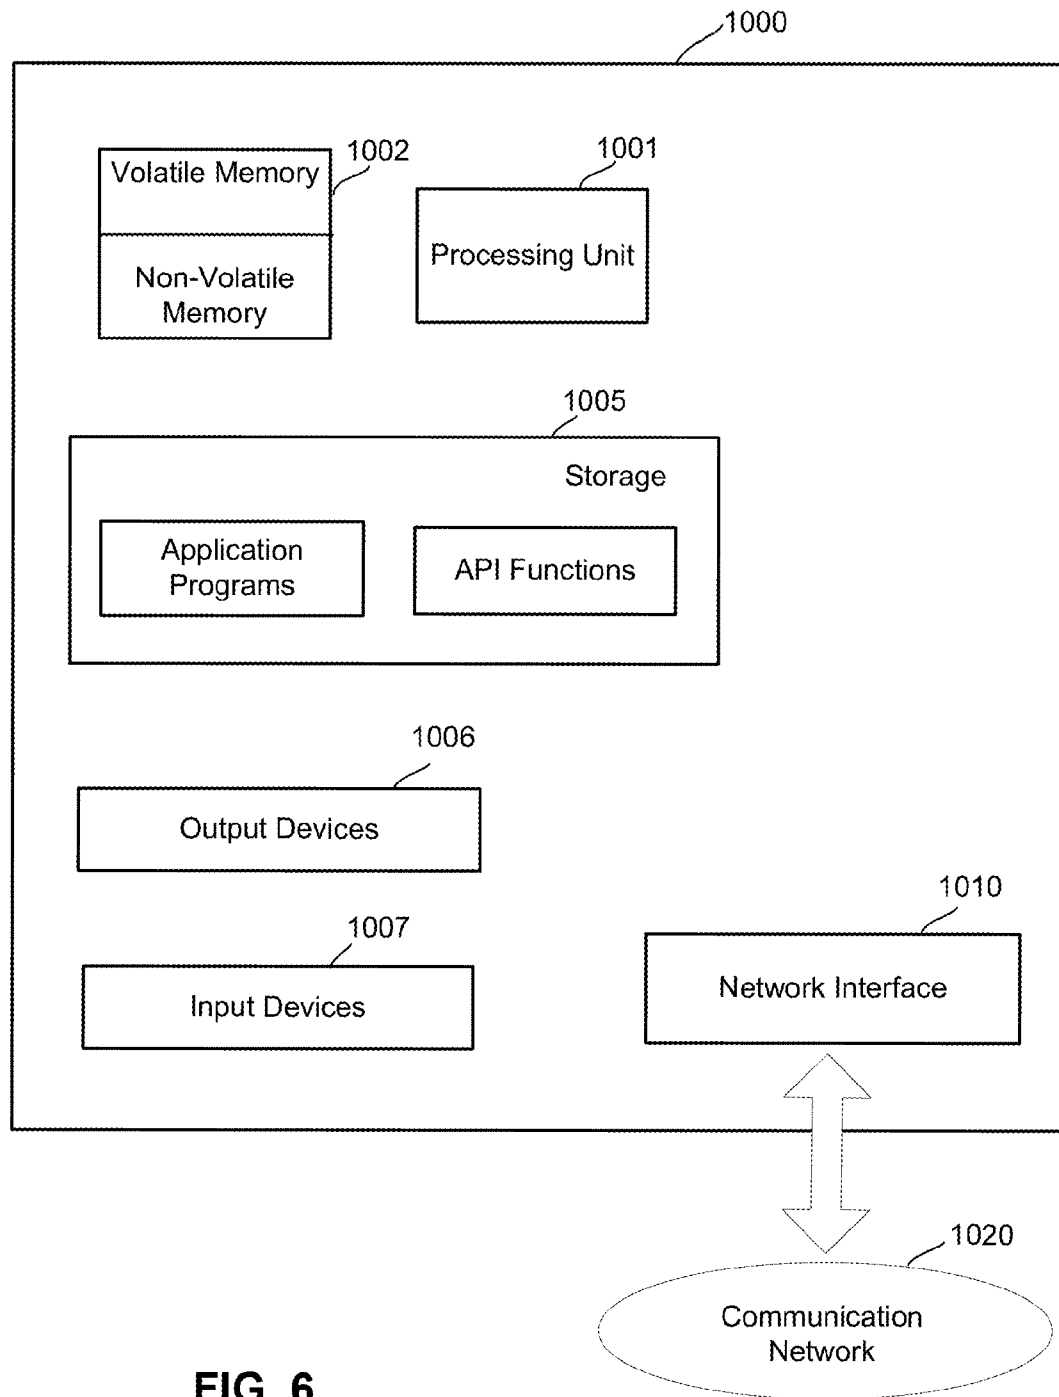 1000
1002
1001
Volatile Memory
Non-Volatile
Memory
Processing Unit
1005
Storage
Application
Programs
API Functions
1006
Output Devices
1007
Input Devices
1010
Network Interface
1020
Communication
Network
FIG. 6